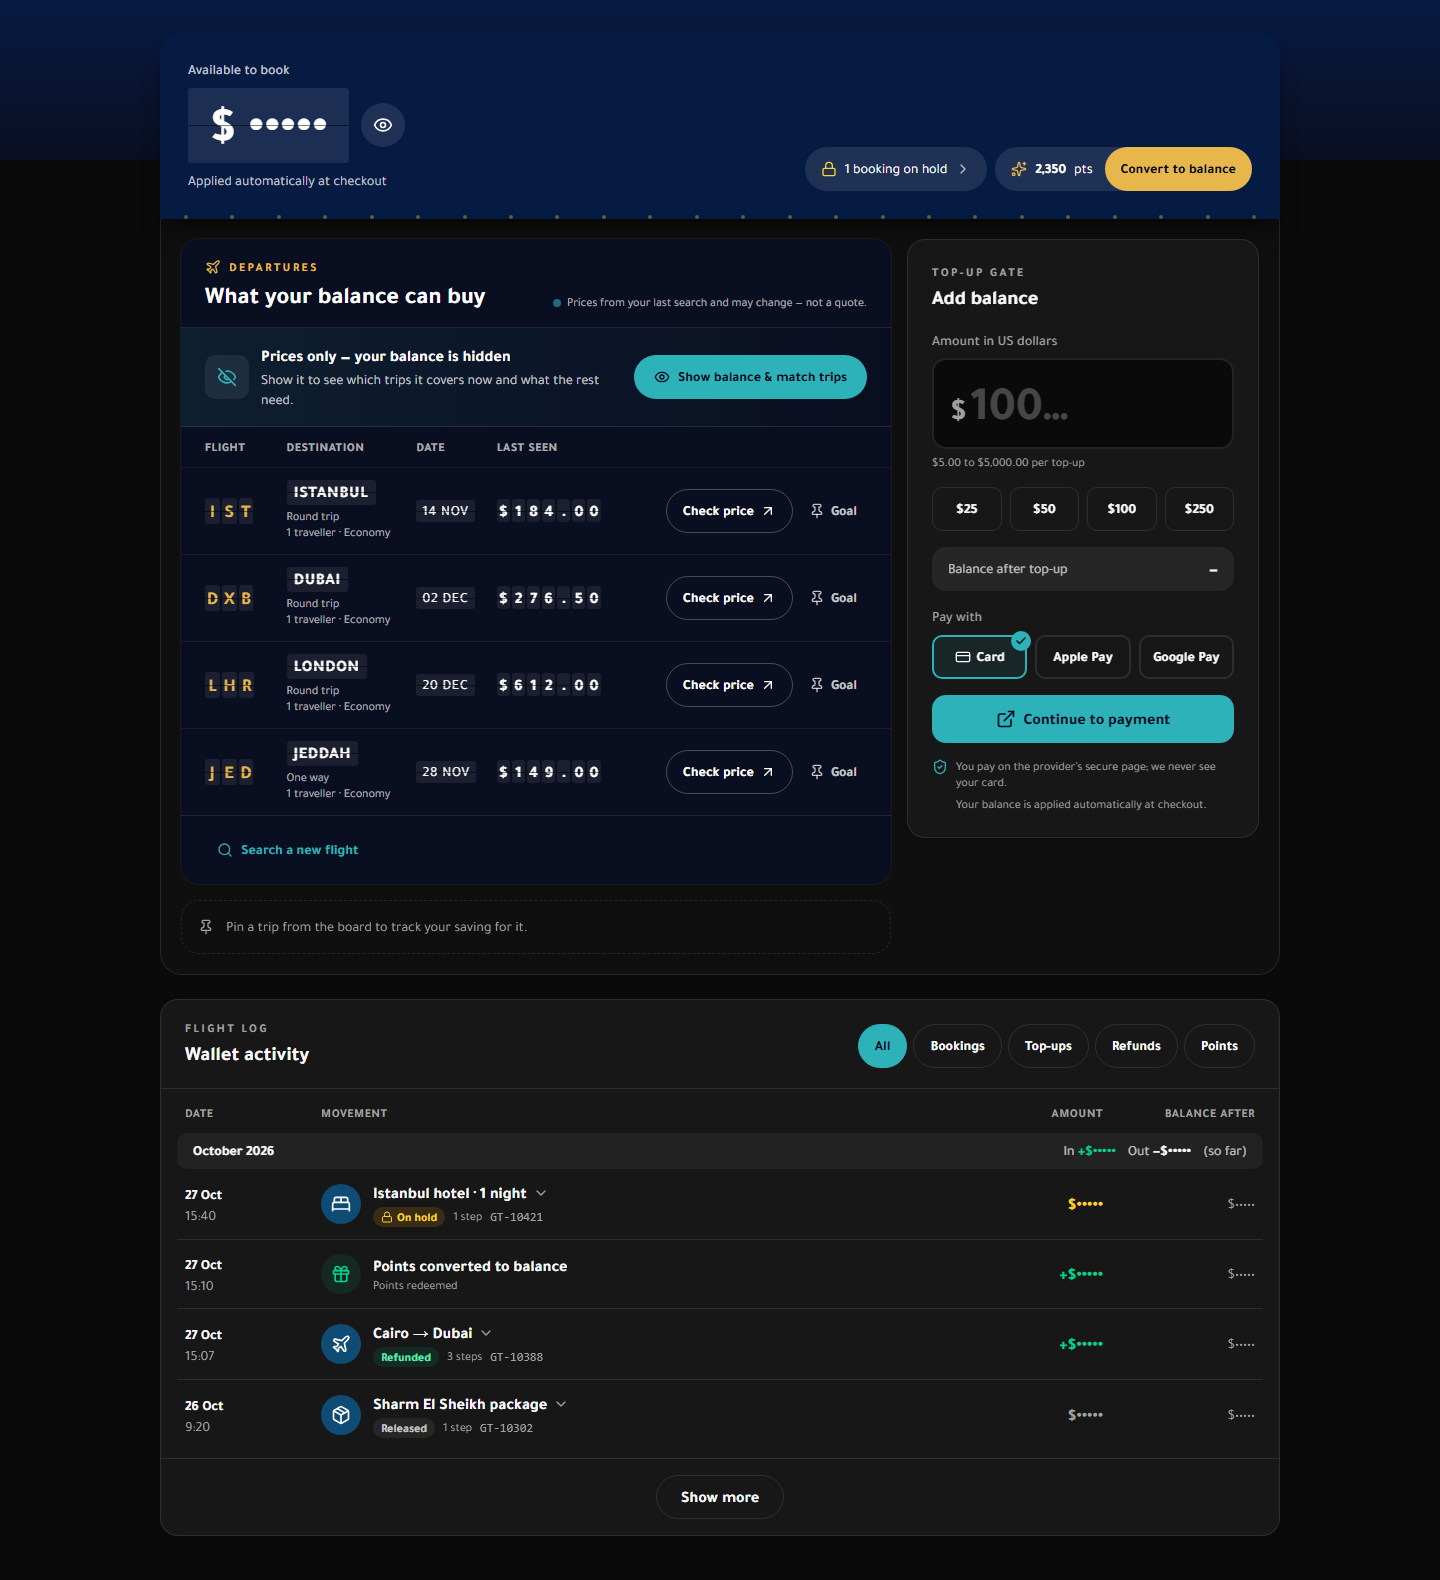 Available to book
$ •••••
Applied automatically at checkout
1 booking on hold
2,350 pts
Convert to balance
DEPARTURES
What your balance can buy
Prices from your last search and may change — not a quote.
Prices only — your balance is hidden
Show it to see which trips it covers now and what the rest
need.
Show balance & match trips
FLIGHT DESTINATION DATE LAST SEEN
IST ISTANBUL 14 NOV $184.00 Check price Goal
Round trip
1 traveller · Economy
DXB DUBAI 02 DEC $276.50 Check price Goal
Round trip
1 traveller · Economy
LHR LONDON 20 DEC $612.00 Check price Goal
Round trip
1 traveller · Economy
JED JEDDAH 28 NOV $149.00 Check price Goal
One way
1 traveller · Economy
Search a new flight
Pin a trip from the board to track your saving for it.
TOP-UP GATE
Add balance
Amount in US dollars
$ 100...
$5.00 to $5,000.00 per top-up
$25 $50 $100 $250
Balance after top-up –
Pay with
Card Apple Pay Google Pay
Continue to payment
You pay on the provider's secure page; we never see
your card.
Your balance is applied automatically at checkout.
FLIGHT LOG
Wallet activity
All Bookings Top-ups Refunds Points
DATE MOVEMENT AMOUNT BALANCE AFTER
October 2026 In +$••••• Out –$••••• (so far)
27 Oct Istanbul hotel · 1 night $••••• $•••••
15:40 On hold 1 step GT-10421
27 Oct Points converted to balance +$••••• $•••••
15:10 Points redeemed
27 Oct Cairo → Dubai +$••••• $•••••
15:07 Refunded 3 steps GT-10388
26 Oct Sharm El Sheikh package $••••• $•••••
9:20 Released 1 step GT-10302
Show more